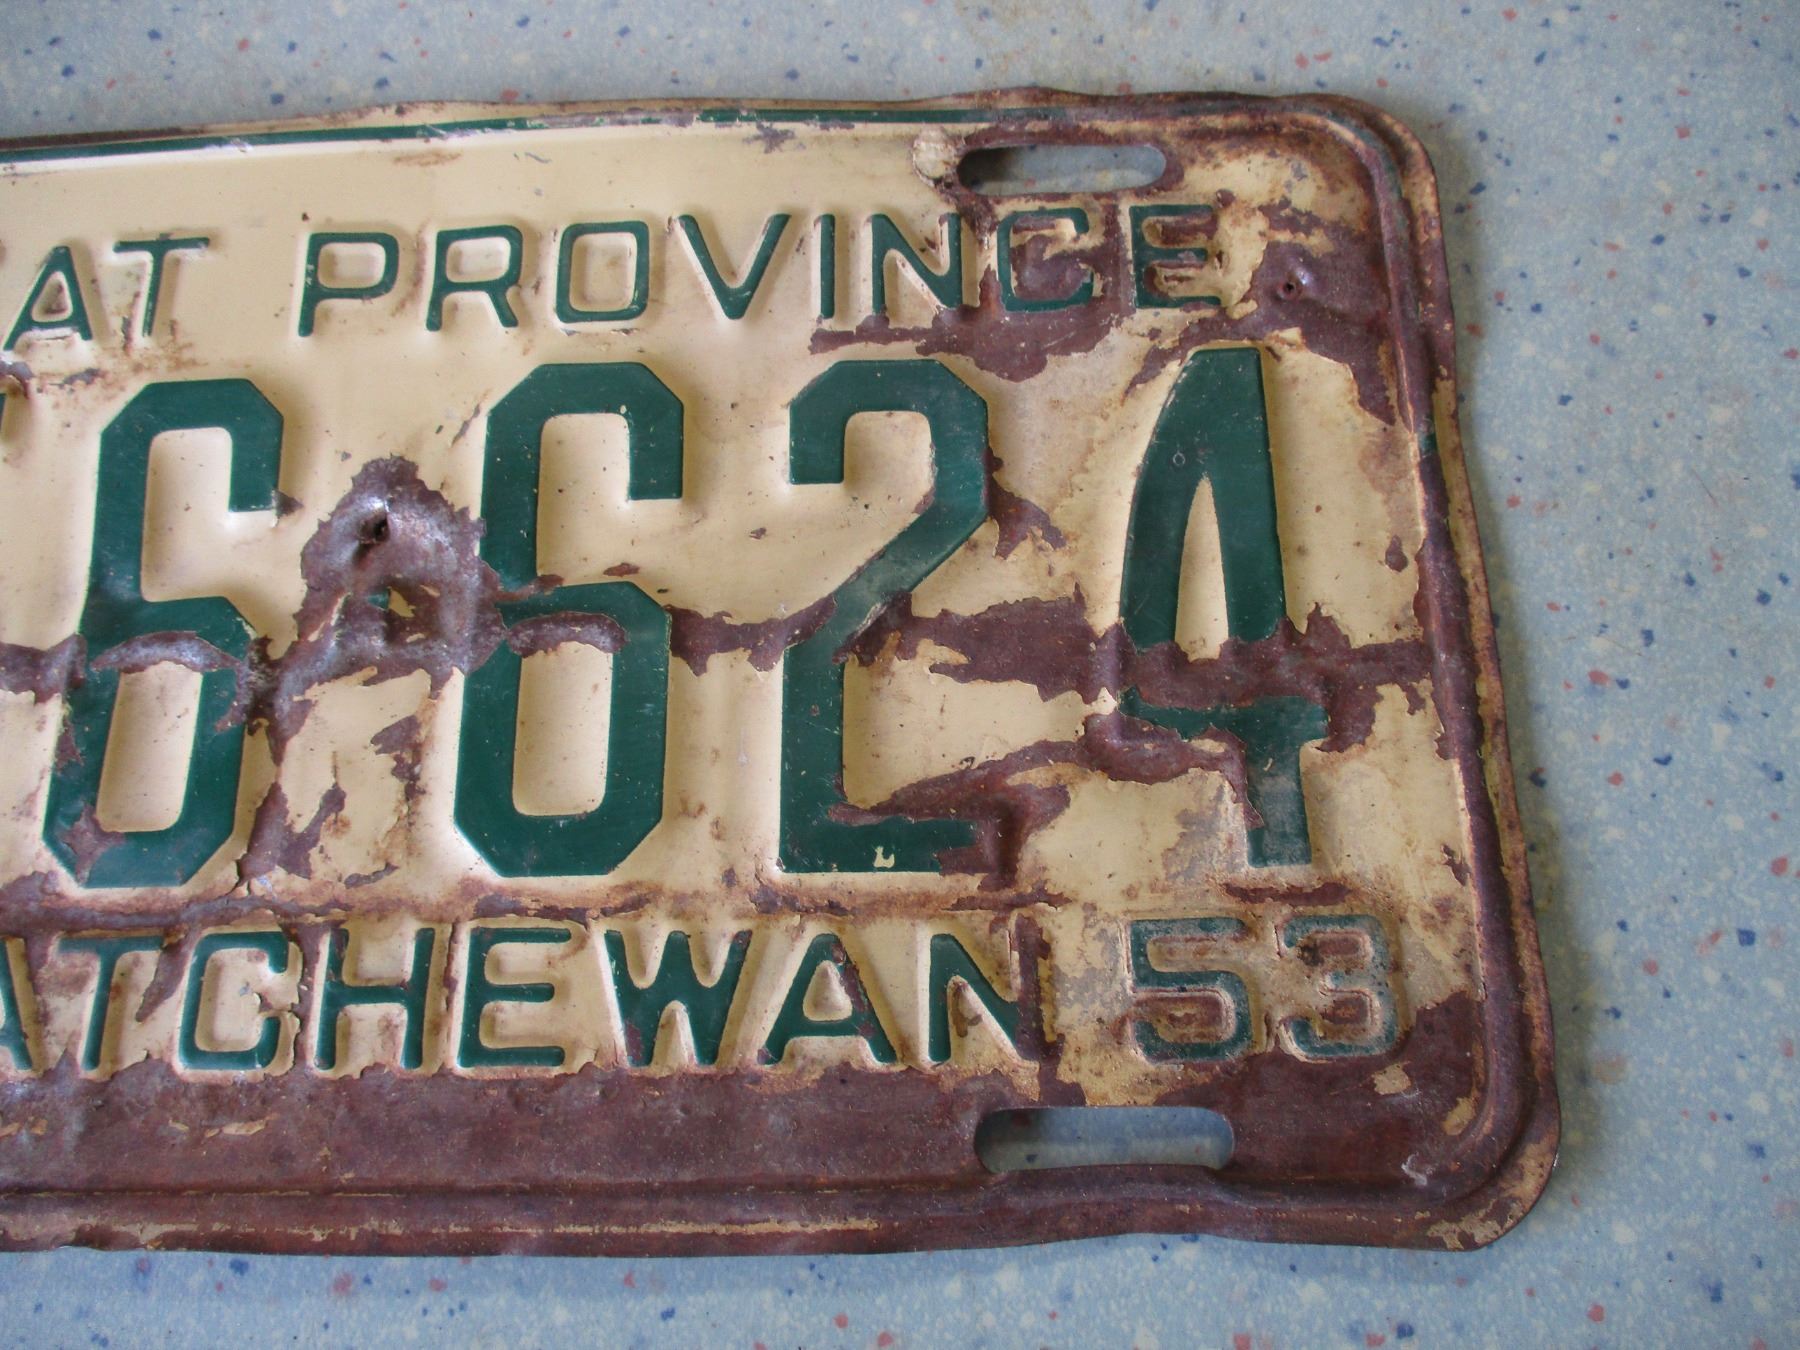 AT PROVINCE
6624
ATCHEWAN 53